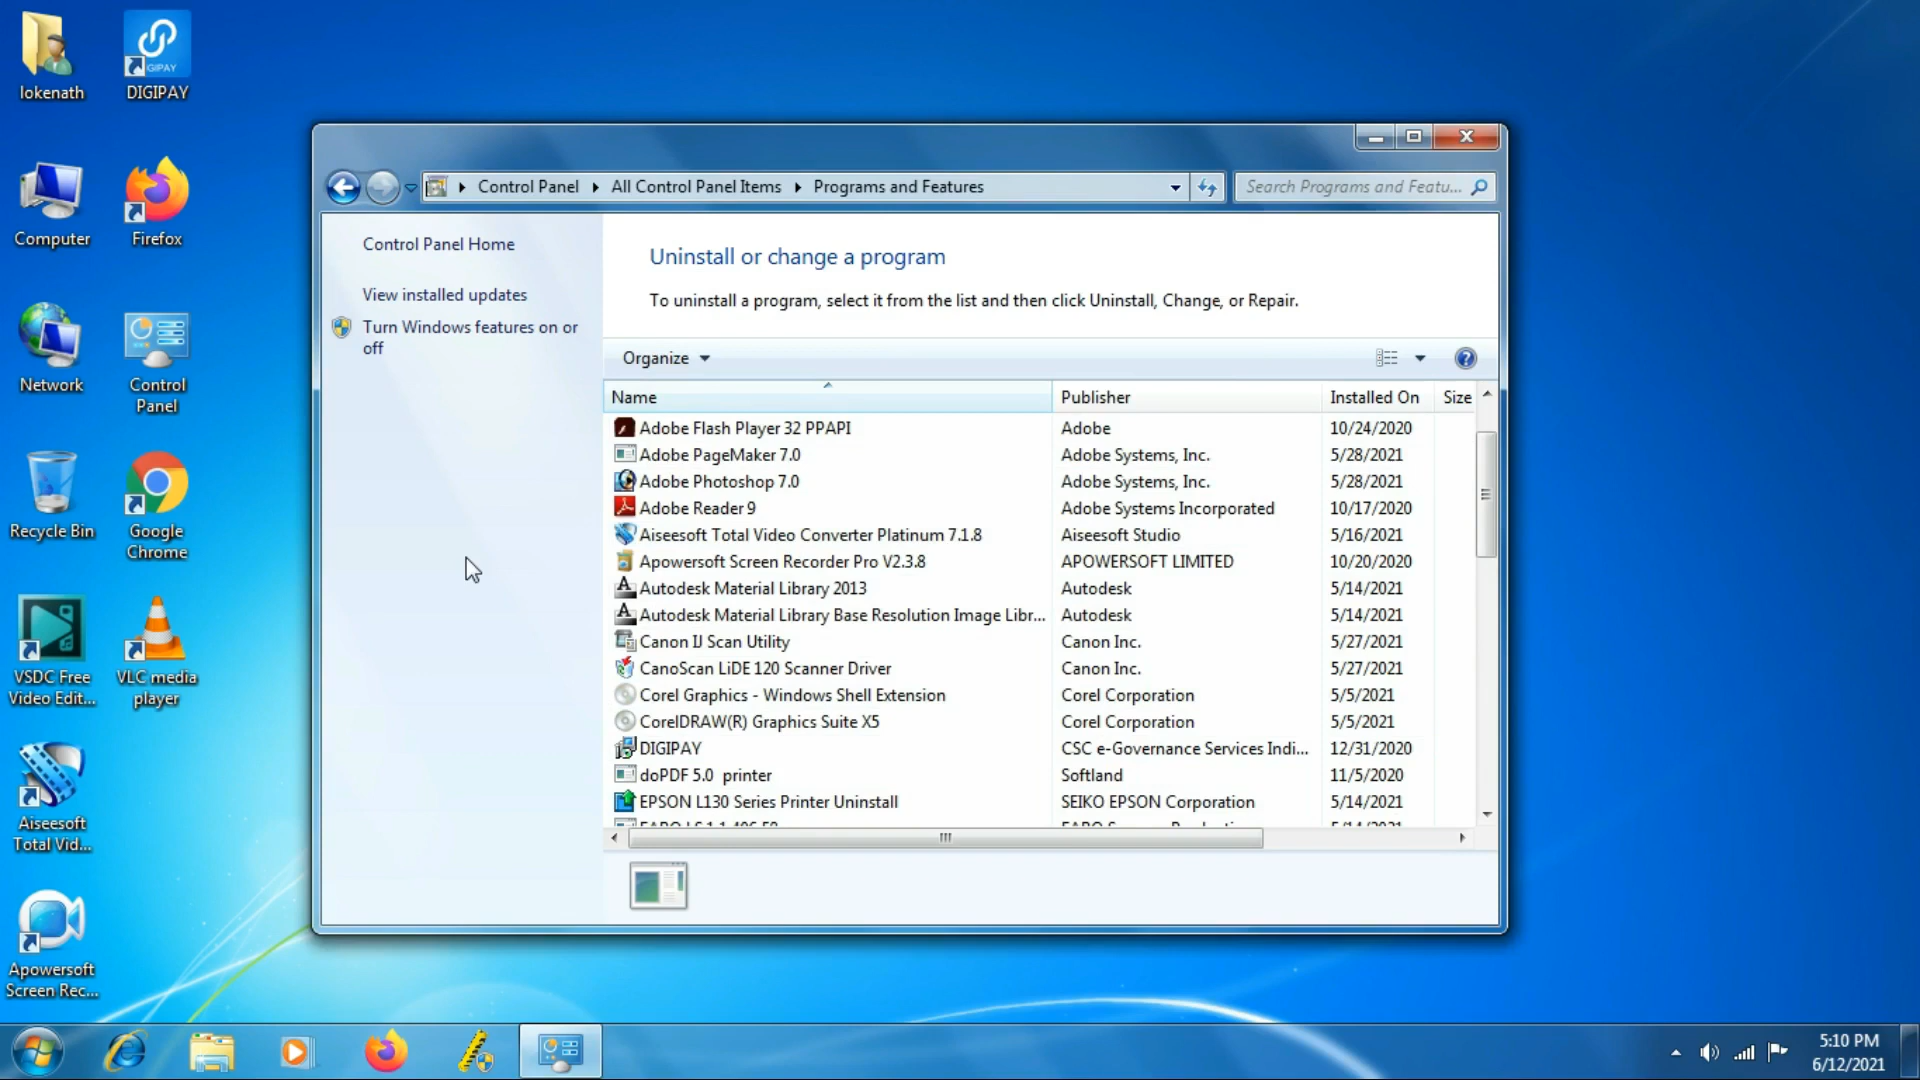 lokenath
DIGIPAY
Computer
Firefox
Network
Control
Panel
Recycle Bin
Google
Chrome
VSDC Free
Video Edit...
VLC media
player
Aiseesoft
Total Vid...
Apowersoft
Screen Rec...
GIPAY
Control Panel
All Control Panel Items
Programs and Features
Search Programs and Featu...
Control Panel Home
View installed updates
Turn Windows features on or
off
Uninstall or change a program
To uninstall a program, select it from the list and then click Uninstall, Change, or Repair.
Organize
Name Publisher Installed On Size
Adobe Flash Player 32 PPAPI Adobe 10/24/2020
Adobe PageMaker 7.0 Adobe Systems, Inc. 5/28/2021
Adobe Photoshop 7.0 Adobe Systems, Inc. 5/28/2021
Adobe Reader 9 Adobe Systems Incorporated 10/17/2020
Aiseesoft Total Video Converter Platinum 7.1.8 Aiseesoft Studio 5/16/2021
Apowersoft Screen Recorder Pro V2.3.8 APOWERSOFT LIMITED 10/20/2020
Autodesk Material Library 2013 Autodesk 5/14/2021
Autodesk Material Library Base Resolution Image Libr... Autodesk 5/14/2021
Canon IJ Scan Utility Canon Inc. 5/27/2021
CanoScan LiDE 120 Scanner Driver Canon Inc. 5/27/2021
Corel Graphics - Windows Shell Extension Corel Corporation 5/5/2021
CorelDRAW(R) Graphics Suite X5 Corel Corporation 5/5/2021
DIGIPAY CSC e-Governance Services Indi... 12/31/2020
doPDF 5.0 printer Softland 11/5/2020
EPSON L130 Series Printer Uninstall SEIKO EPSON Corporation 5/14/2021
5:10 PM
6/12/2021